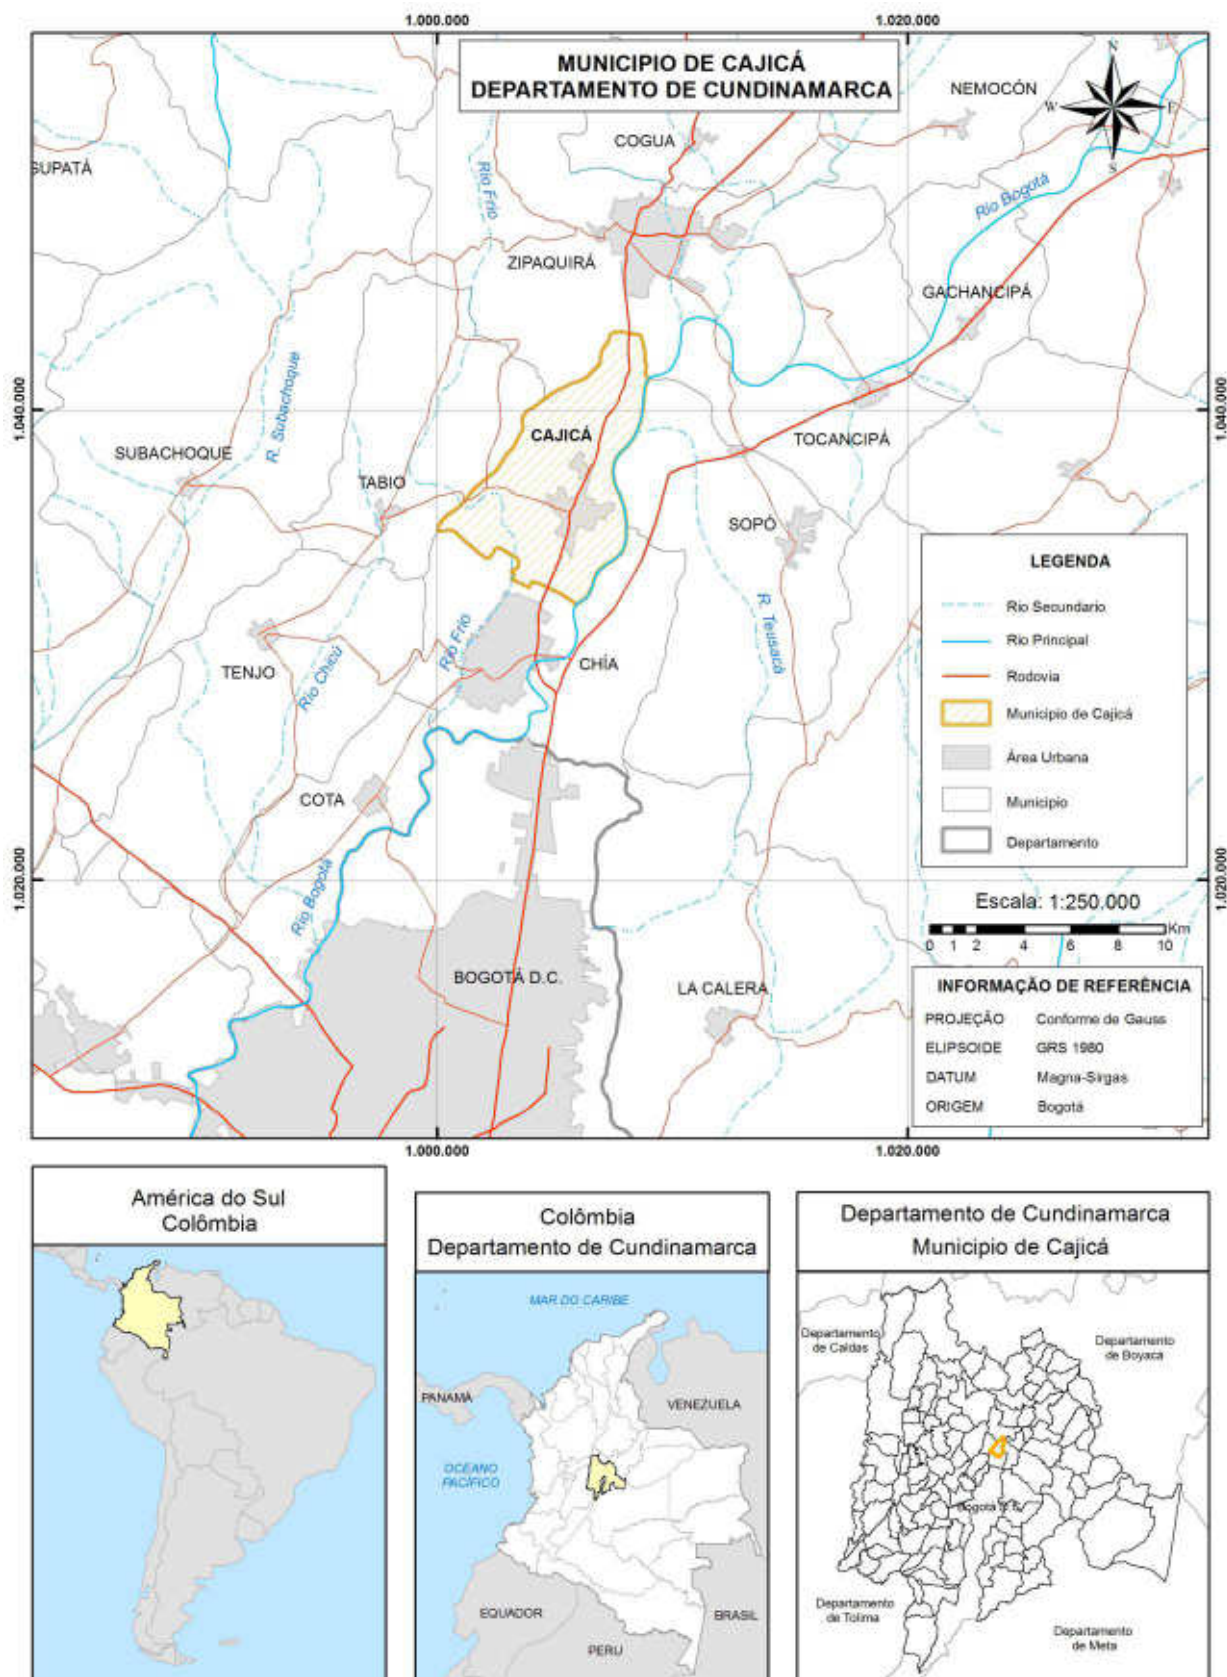 1.000.000
1.020.000
MUNICIPIO DE CAJICÁ
DEPARTAMENTO DE CUNDINAMARCA
N
W
E
S
NEMOCÓN
COGUA
GUPATÁ
Rio Frio
Rio Bogotá
ZIPAQUIRÁ
GACHANCIPÁ
R. Subachoque
1.040.000
1.040.000
CAJICÁ
TOCANCIPÁ
SUBACHOQUE
TABIO
SOPÓ
LEGENDA
Rio Secundario
Rio Principal
Rodovia
Municipio de Cajicá
Área Urbana
Municipio
Departamento
R. Teusacá
Rio Frio
CHÍA
TENJO
Rio Chicú
COTA
1.020.000
1.020.000
Rio Bogotá
Escala: 1:250.000
0 1 2 4 6 8 10
Km
BOGOTÁ D.C.
LA CALERA
INFORMAÇÃO DE REFERÊNCIA
PROJEÇÃO Conforme de Gauss
ELIPSOIDE GRS 1980
DATUM Magna-Sirgas
ORIGEM Bogotá
1.000.000
1.020.000
América do Sul
Colômbia
Colômbia
Departamento de Cundinamarca
MAR DO CARIBE
PANAMÁ
VENEZUELA
OCÉANO
PACÍFICO
EQUADOR
BRASIL
PERU
Departamento de Cundinamarca
Municipio de Cajicá
Departamento
de Caldas
Departamento
de Boyacá
Bogotá D.C.
Departamento
de Tolima
Departamento
de Meta